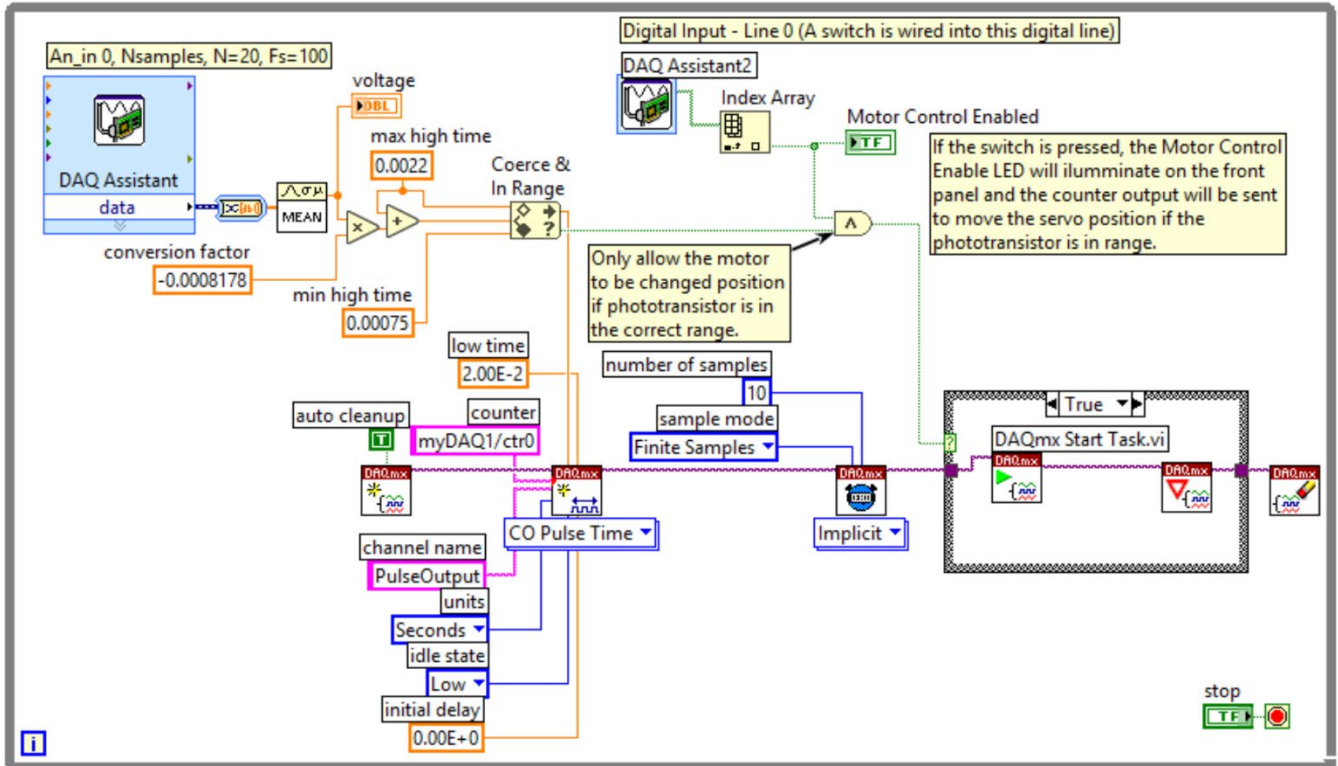 An_in 0, Nsamples, N=20, Fs=100
DAQ Assistant
data
voltage
DBL
MEAN
max high time
0.0022
Coerce &
In Range
conversion factor
-0.0008178
min high time
0.00075
Digital Input - Line 0 (A switch is wired into this digital line)
DAQ Assistant2
Index Array
Motor Control Enabled
TF
If the switch is pressed, the Motor Control
Enable LED will ilumminate on the front
panel and the counter output will be sent
to move the servo position if the
phototransistor is in range.
Only allow the motor
to be changed position
if phototransistor is in
the correct range.
low time
2.00E-2
auto cleanup
T
counter
myDAQ1/ctr0
number of samples
10
sample mode
Finite Samples
True
DAQmx Start Task.vi
DAQmx
DAQmx
DAQmx
DAQmx
DAQmx
DAQmx
CO Pulse Time
Implicit
channel name
PulseOutput
units
Seconds
idle state
Low
initial delay
0.00E+0
stop
TF
i